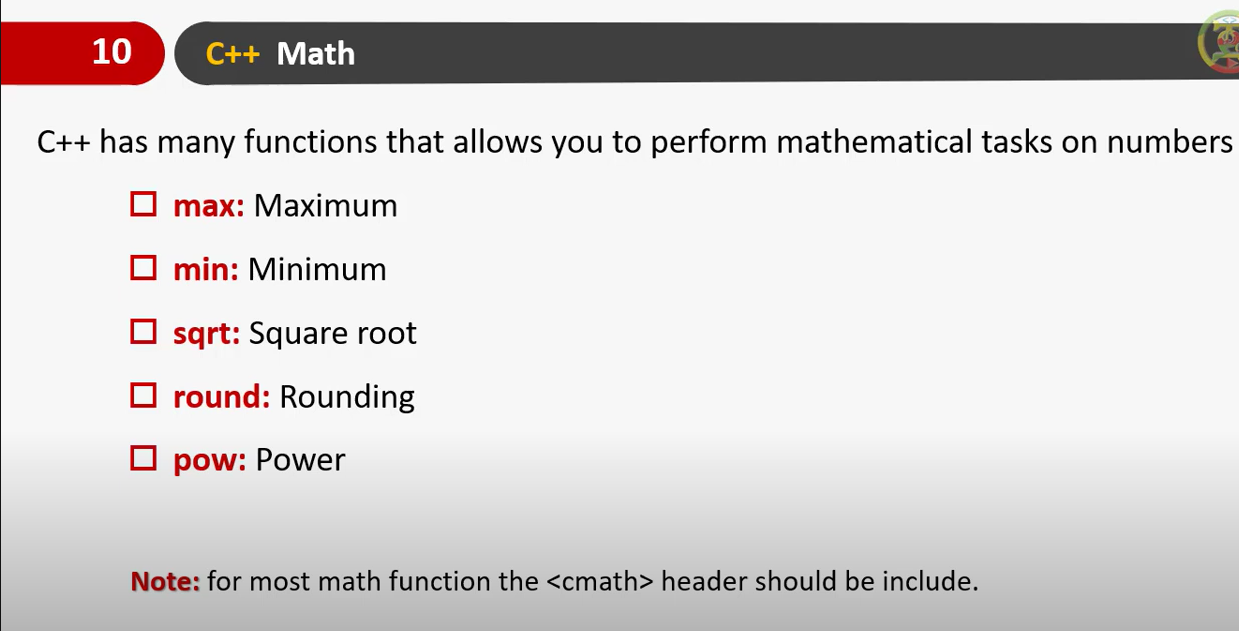 10
C++ Math
C++ has many functions that allows you to perform mathematical tasks on numbers
max: Maximum
min: Minimum
sqrt: Square root
round: Rounding
pow: Power
Note: for most math function the <cmath> header should be include.